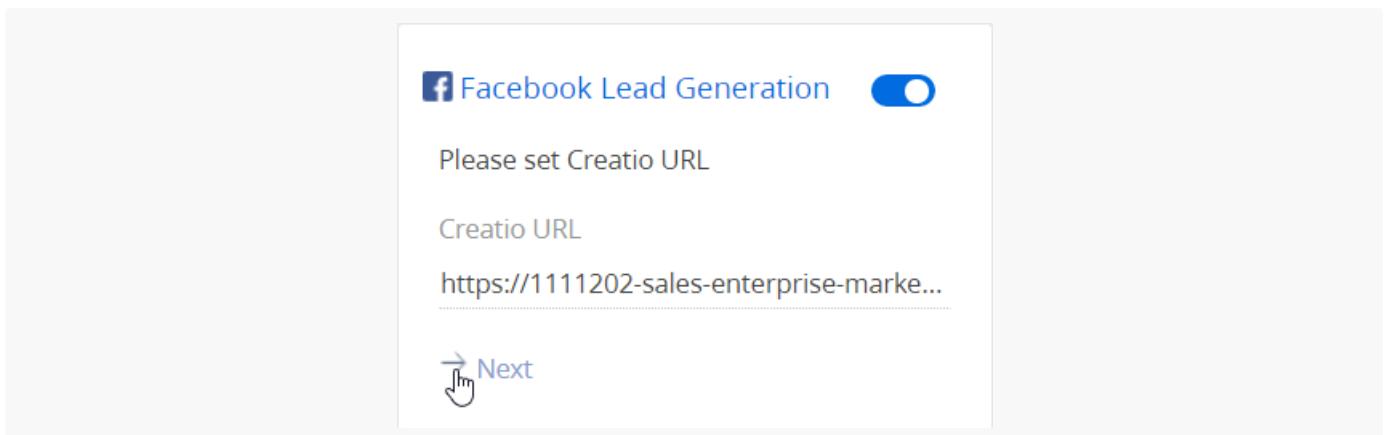 Facebook Lead Generation
Please set Creatio URL
Creatio URL
https://1111202-sales-enterprise-marke...
Next